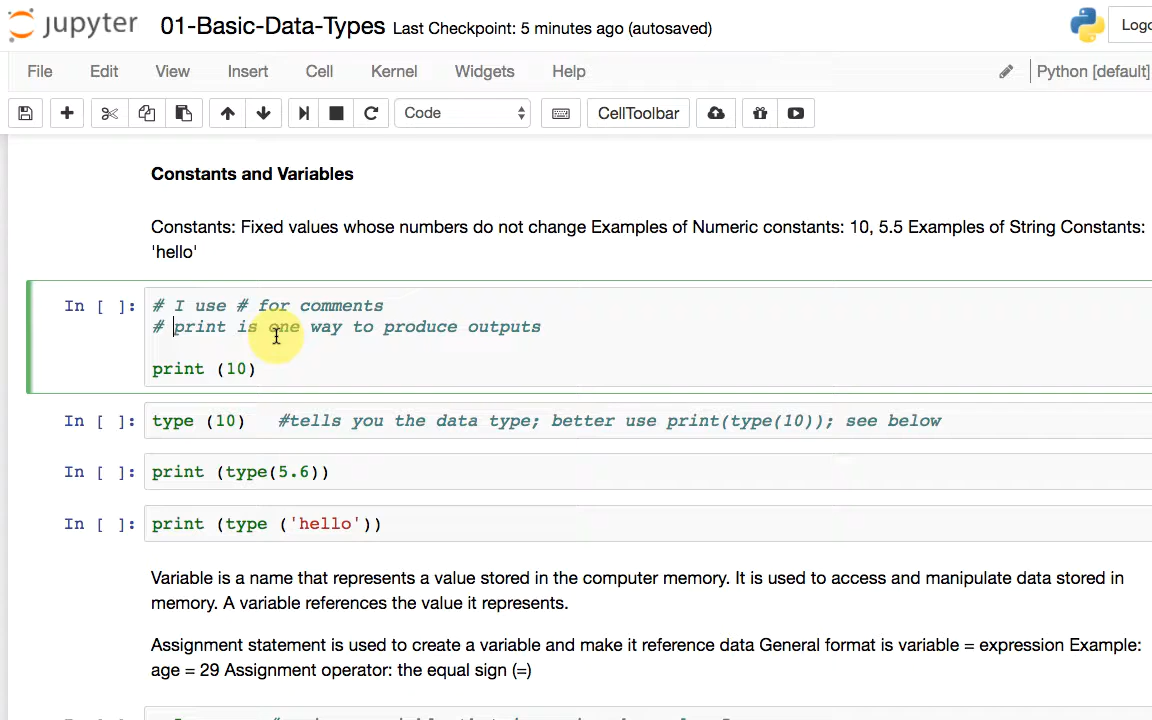 jupyter 01-Basic-Data-Types Last Checkpoint: 5 minutes ago (autosaved)
File Edit View Insert Cell Kernel Widgets Help Python [default]
Code CellToolbar
Constants and Variables
Constants: Fixed values whose numbers do not change Examples of Numeric constants: 10, 5.5 Examples of String Constants:
'hello'
In [ ]: # I use # for comments
# print is one way to produce outputs
print (10)
In [ ]: type (10) #tells you the data type; better use print(type(10)); see below
In [ ]: print (type(5.6))
In [ ]: print (type ('hello'))
Variable is a name that represents a value stored in the computer memory. It is used to access and manipulate data stored in
memory. A variable references the value it represents.
Assignment statement is used to create a variable and make it reference data General format is variable = expression Example:
age = 29 Assignment operator: the equal sign (=)